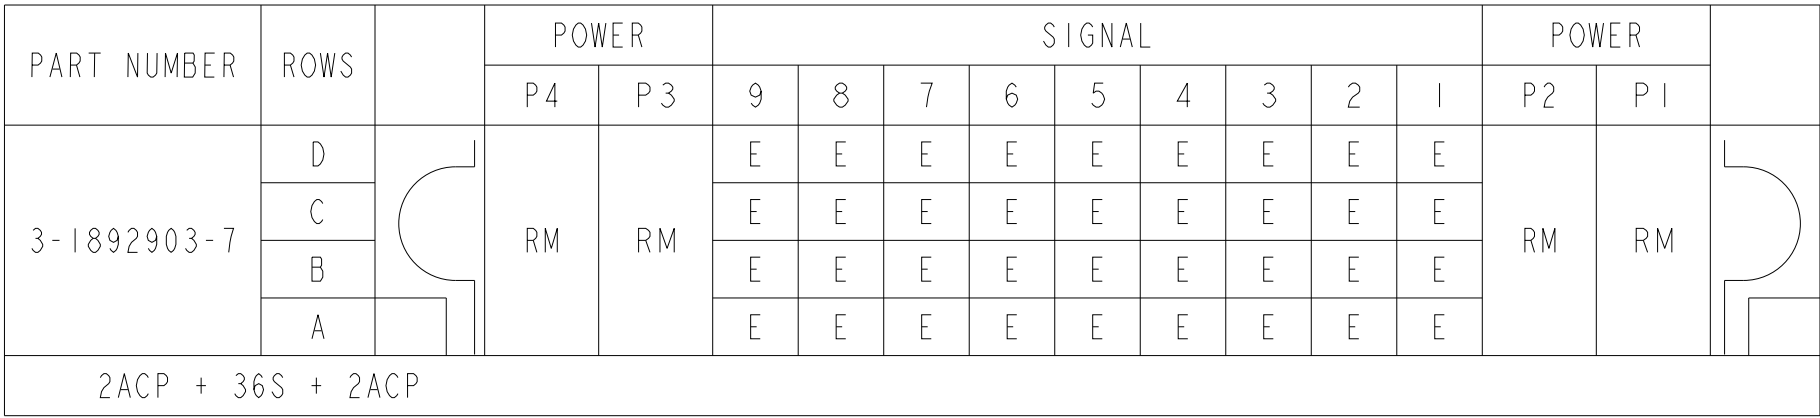 PART NUMBER ROWS POWER SIGNAL POWER
P4 P3 9 8 7 6 5 4 3 2 1 P2 P1
D E E E E E E E E E
C E E E E E E E E E
3-1892903-7 RM RM RM RM
B E E E E E E E E E
A E E E E E E E E E
2ACP + 36S + 2ACP